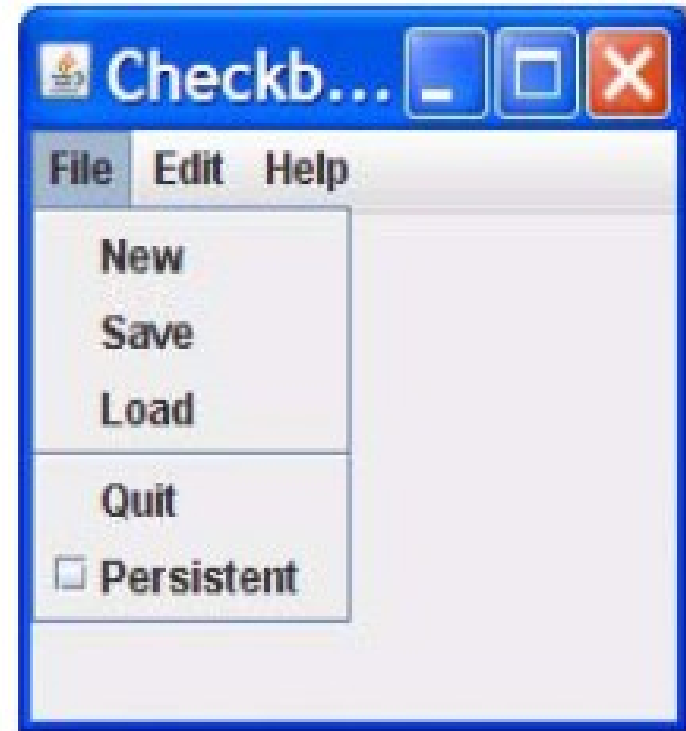 Checkb...
File Edit Help
New
Save
Load
Quit
Persistent